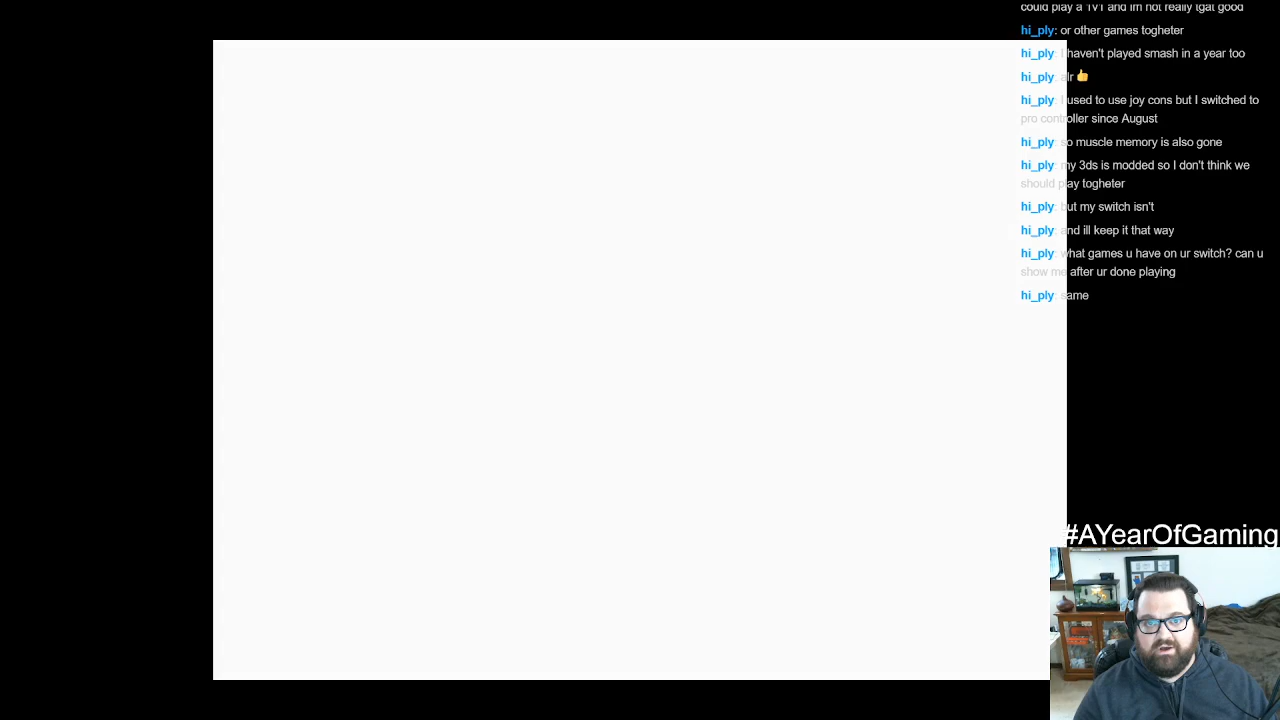 could play a 1v1 and im not really tgat good
hi_ply: or other games togheter
hi_ply: I haven't played smash in a year too
hi_ply: alr 👍
hi_ply: I used to use joy cons but I switched to
pro controller since August
hi_ply: so muscle memory is also gone
hi_ply: my 3ds is modded so I don't think we
should play togheter
hi_ply: but my switch isn't
hi_ply: and ill keep it that way
hi_ply: what games u have on ur switch? can u
show me after ur done playing
hi_ply: same
#AYearOfGaming